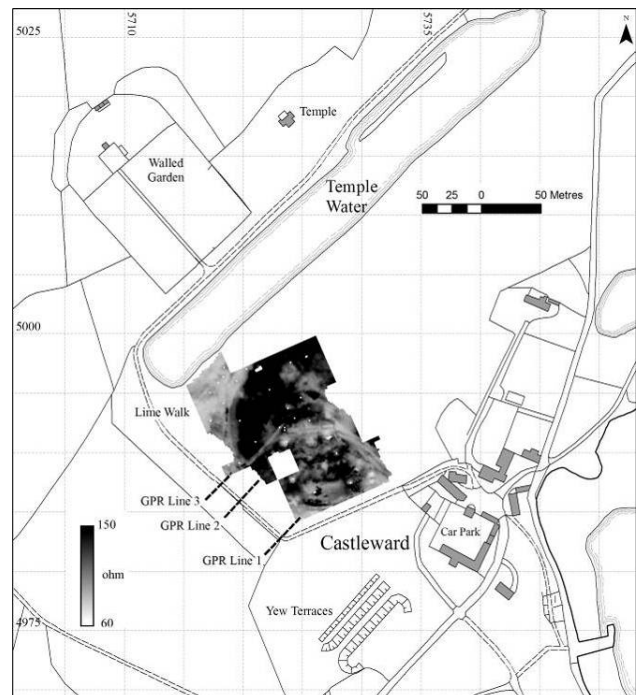 5710
5735
N
5025
Temple
Walled
Garden
Temple
Water
50 25 0 50 Metres
5000
Lime Walk
GPR Line 3
GPR Line 2
GPR Line 1
150
ohm
60
Castleward
Car Park
Yew Terraces
4975